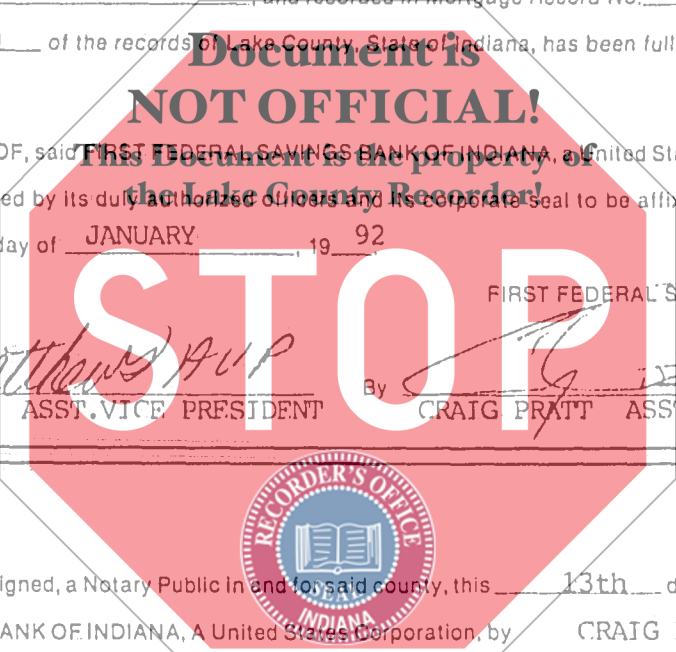 , and recorded in Mortgage Record No.
of the records of Lake County, State of Indiana, has been full
Document is
NOT OFFICIAL!
OF, said FIRST FEDERAL SAVINGS BANK OF INDIANA, a United Sta
This Document is the property of
the Lake County Recorder!
ed by its duly authorized officers and its corporate seal to be affix
day of JANUARY, 19 92
STOP
FIRST FEDERAL S
Matthews AVP
By
ASST.VICE PRESIDENT CRAIG PRATT ASS
RECORDER'S OFFICE
SEAL
INDIANA
igned, a Notary Public in and for said county, this 13th d
ANK OF INDIANA, A United States Corporation, by CRAIG